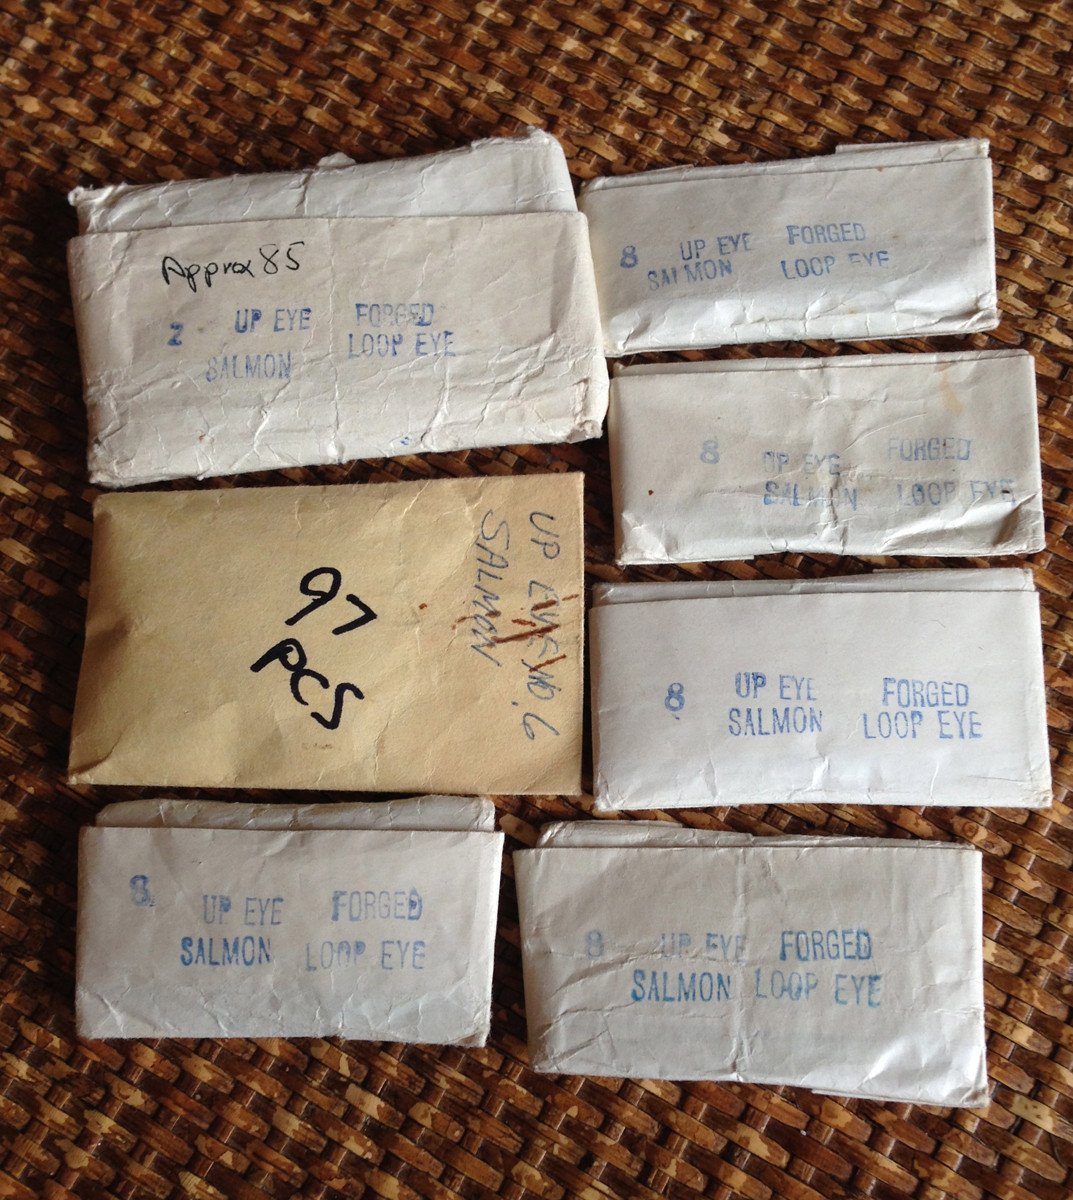 Approx 85
2 UP EYE FORGED
SALMON LOOP EYE
8 UP EYE FORGED
SALMON LOOP EYE
8 UP EYE FORGED
SALMON LOOP EYE
UP EYE NO. 6
SALMON
97
PCS
8 UP EYE FORGED
SALMON LOOP EYE
8 UP EYE FORGED
SALMON LOOP EYE
8 UP EYE FORGED
SALMON LOOP EYE